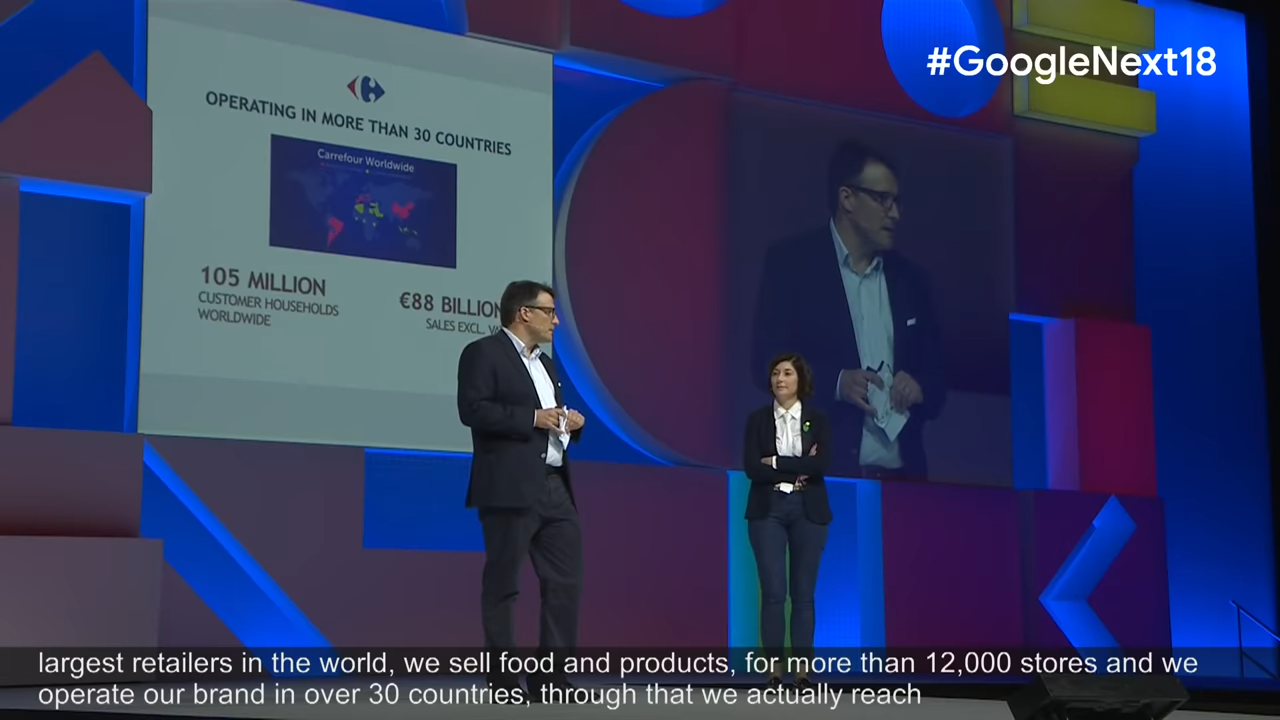 #GoogleNext18
OPERATING IN MORE THAN 30 COUNTRIES
Carrefour Worldwide
105 MILLION
CUSTOMER HOUSEHOLDS
WORLDWIDE
€88 BILLION
SALES EXCL.
largest retailers in the world, we sell food and products, for more than 12,000 stores and we
operate our brand in over 30 countries, through that we actually reach